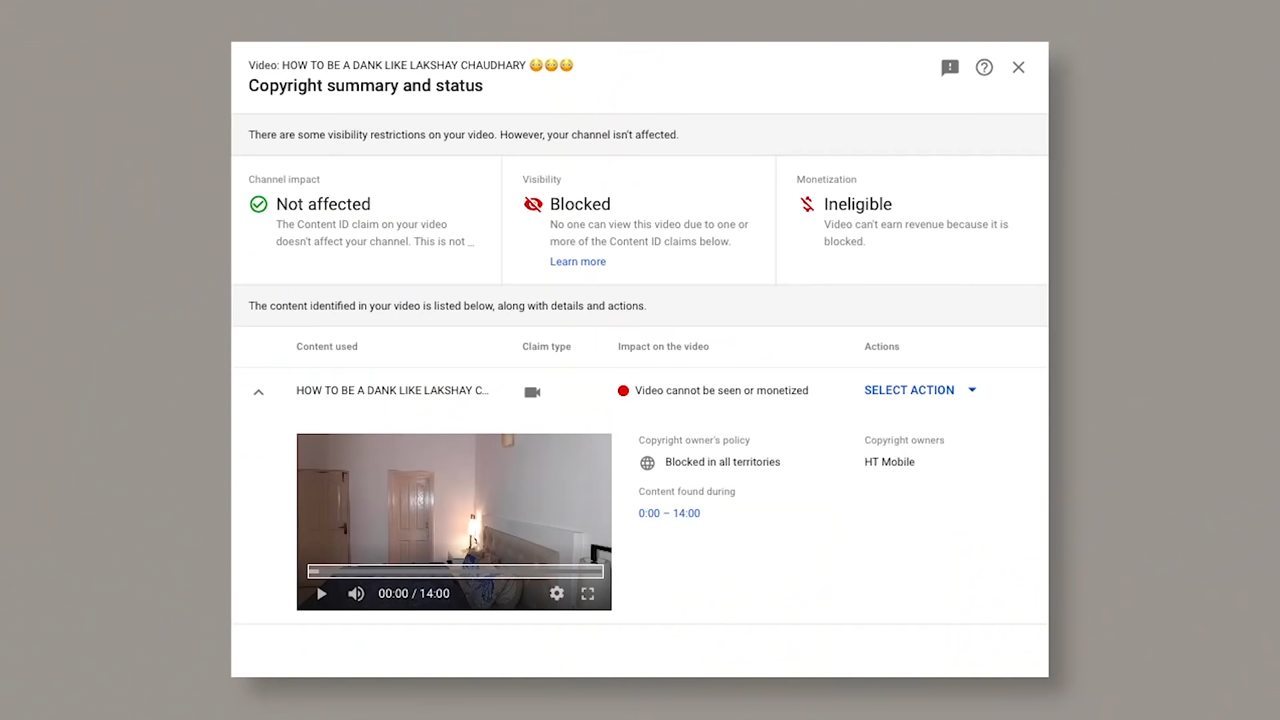 Video: HOW TO BE A DANK LIKE LAKSHAY CHAUDHARY 😳😳😳
Copyright summary and status
There are some visibility restrictions on your video. However, your channel isn't affected.
Channel impact
Not affected
The Content ID claim on your video
doesn't affect your channel. This is not ...
Visibility
Blocked
No one can view this video due to one or
more of the Content ID claims below.
Learn more
Monetization
Ineligible
Video can't earn revenue because it is
blocked.
The content identified in your video is listed below, along with details and actions.
Content used Claim type Impact on the video Actions
HOW TO BE A DANK LIKE LAKSHAY C... Video cannot be seen or monetized SELECT ACTION
Copyright owner's policy
Blocked in all territories
Content found during
0:00 – 14:00
Copyright owners
HT Mobile
00:00 / 14:00